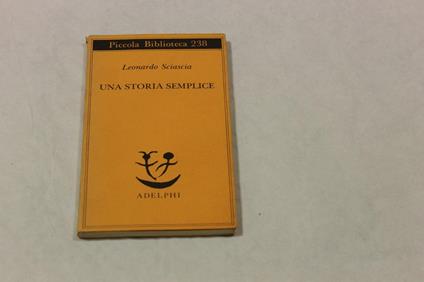 Piccola Biblioteca 238
Leonardo Sciascia
UNA STORIA SEMPLICE
ADELPHI